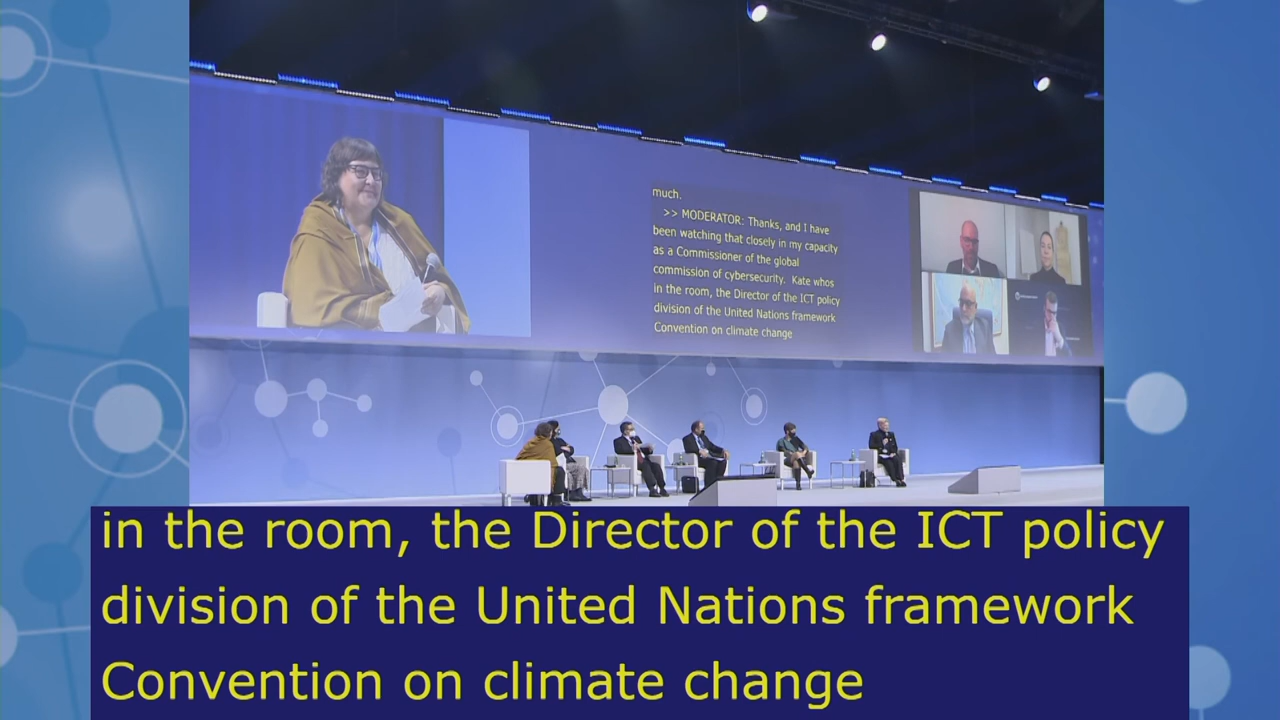 much.
>> MODERATOR: Thanks, and I have
been watching that closely in my capacity
as a Commissioner of the global
commission of cybersecurity. Kate whos
in the room, the Director of the ICT policy
division of the United Nations framework
Convention on climate change
in the room, the Director of the ICT policy
division of the United Nations framework
Convention on climate change